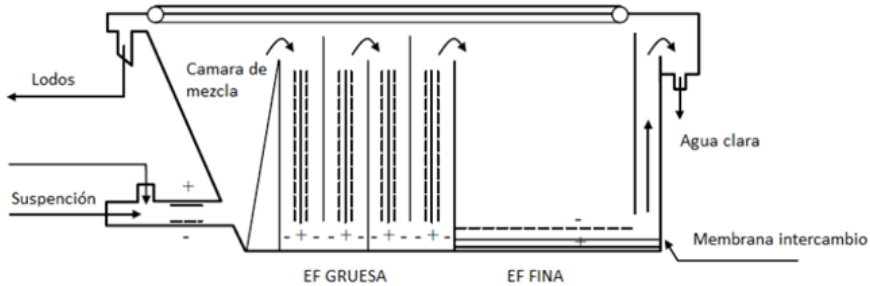 Camara de
mezcla
Lodos
Agua clara
Suspención
+
-
- + - - + - - + - - + -
-
+
Membrana intercambio
EF GRUESA
EF FINA